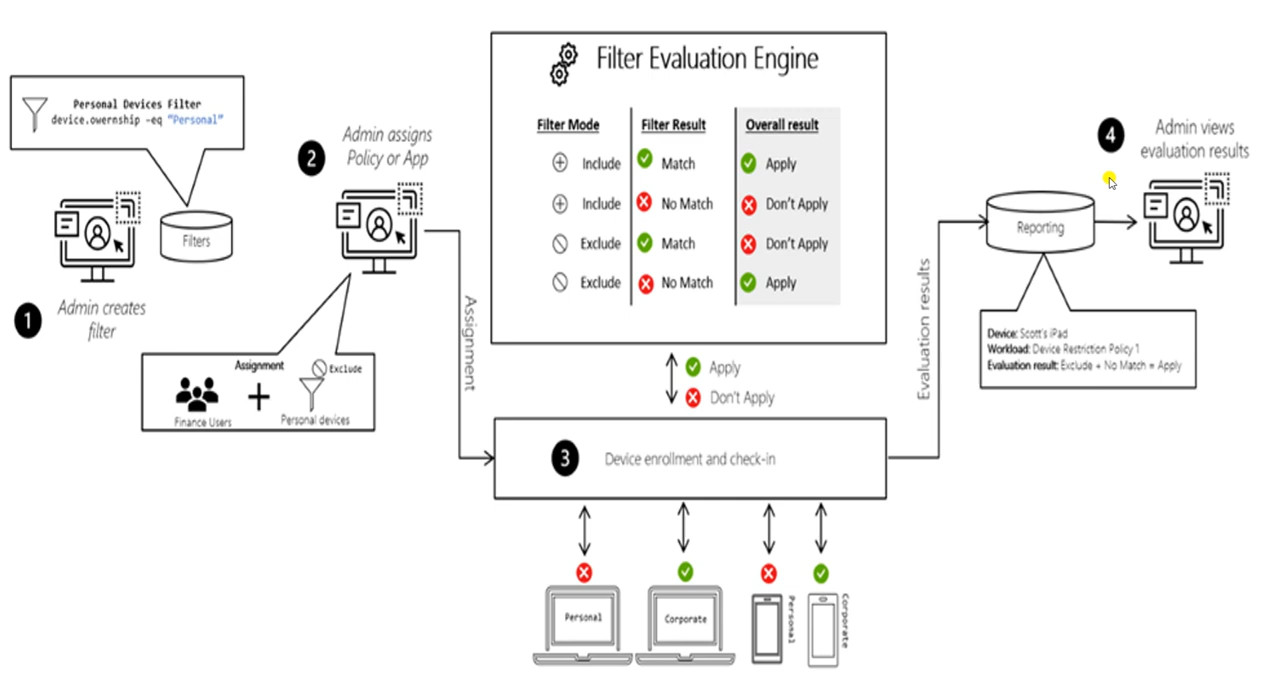 Personal Devices Filter
device.owernship -eq "Personal"
Filters
1
Admin creates
filter
2
Admin assigns
Policy or App
Assignment
Exclude
+
Finance Users
Personal devices
Assignment
Filter Evaluation Engine
Filter Mode Filter Result Overall result
Include Match Apply
Include No Match Don't Apply
Exclude Match Don't Apply
Exclude No Match Apply
Apply
Don't Apply
3 Device enrollment and check-in
Personal
Corporate
Personal
Corporate
Evaluation results
4
Admin views
evaluation results
Reporting
Device: Scott's iPad
Workload: Device Restriction Policy 1
Evaluation result: Exclude + No Match = Apply